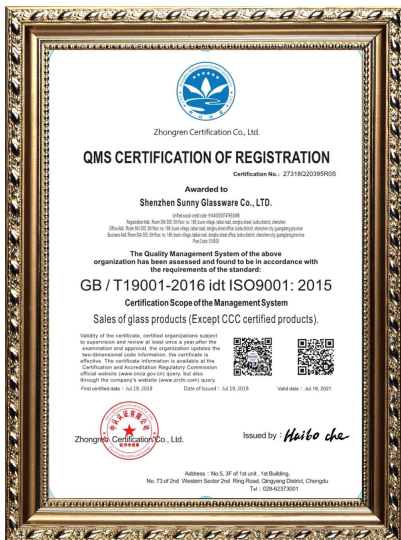 Zhongren Certification Co., Ltd.
QMS CERTIFICATION OF REGISTRATION
Certification No.: 27318Q20395R0S
Awarded to
Shenzhen Sunny Glassware Co., LTD.
The Quality Management System of the above
organization has been assessed and found to be in accordance with
the requirements of the standard:
GB / T19001-2016 idt ISO9001: 2015
Certification Scope of the Management System
Sales of glass products (Except CCC certified products).
Validity of the certificate, certified organizations subject
to supervision and review at least once a year,after the
examination and approval, the organization updates the
two-dimensional code information, the certificate is
effective. The certificate information is available at the
Certification and Accreditation Regulatory Commission
official website (www.cnca.gov.cn) query, but also
through the company's website (www.zrclm.com) query.
First certified date : Jul.19, 2018
Date of Issued : Jul.19, 2018
Valid date : Jul.18, 2021
Zhongren Certification Co., Ltd.
Issued by : Haibo che
Address : No.5, 3F of 1st unit , 1st Building,
No. 73 of 2nd Western Sector 2nd Ring Road, Qingyang District, Chengdu
Tel : 028-62373001